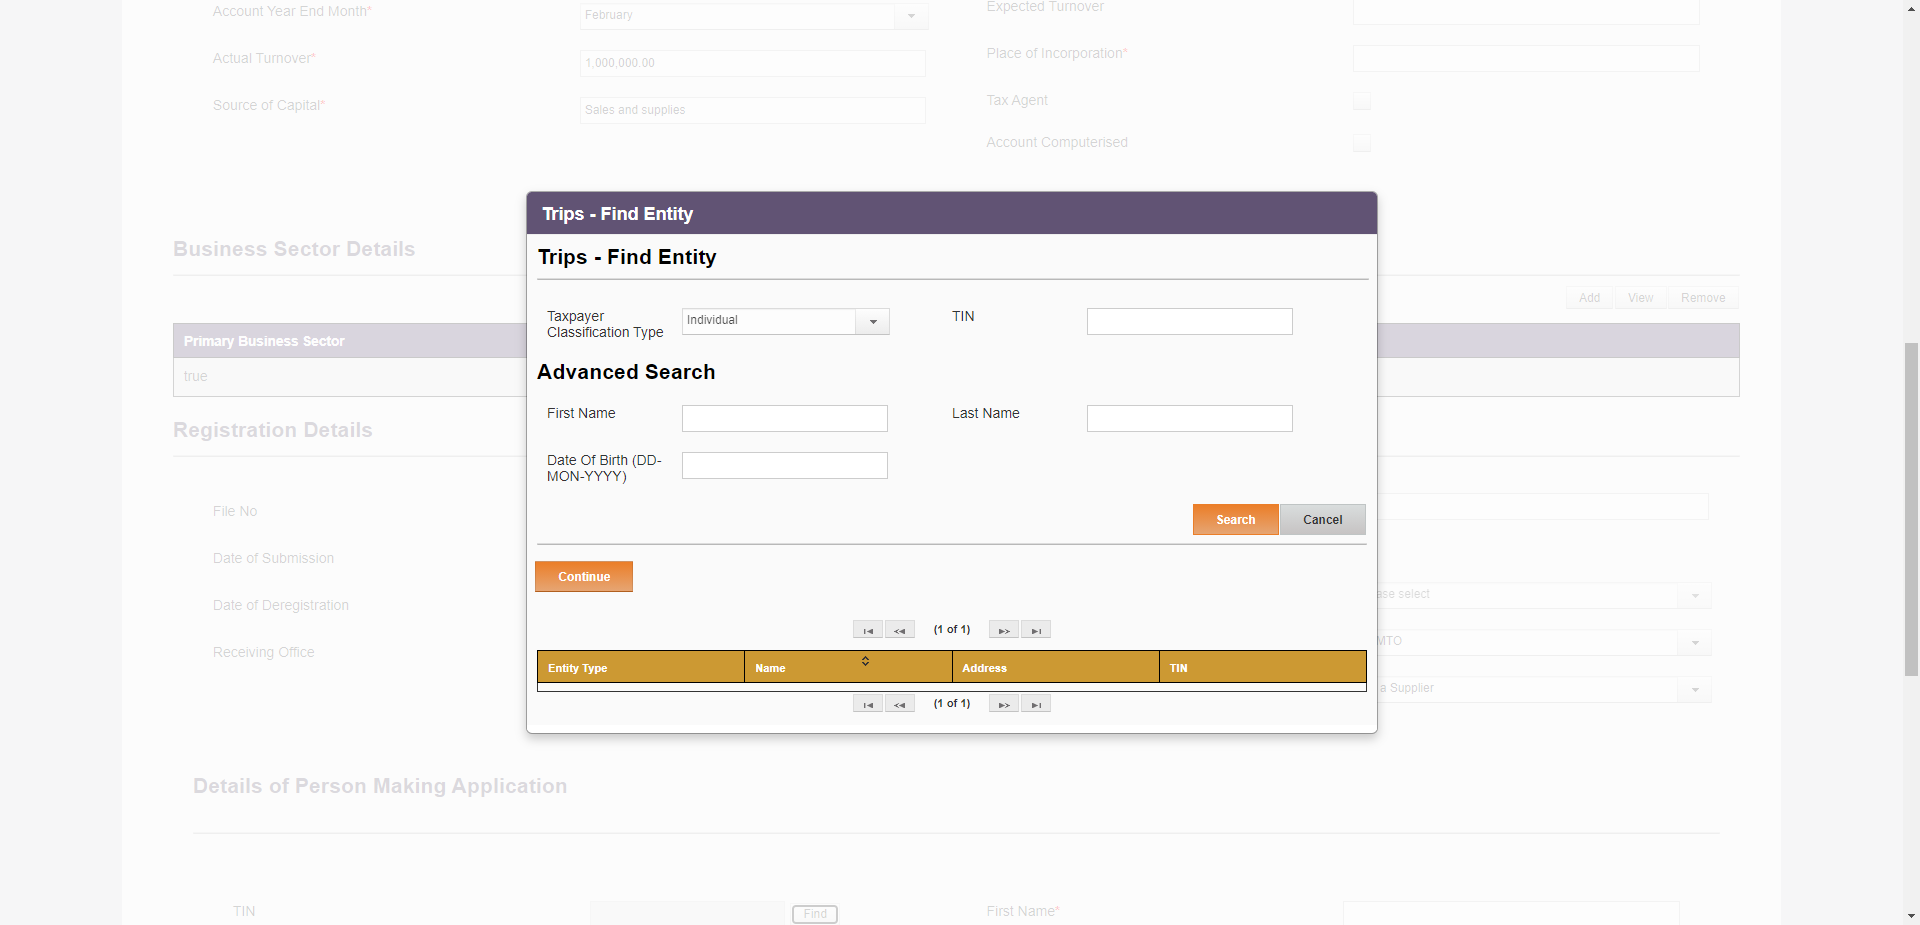 Account Year End Month*
February
Expected Turnover
Actual Turnover*
1,000,000.00
Place of Incorporation*
Source of Capital*
Sales and supplies
Tax Agent
Account Computerised
Business Sector Details
Add
View
Remove
Primary Business Sector
true
Registration Details
File No
Date of Submission
Date of Deregistration
Receiving Office
select
MTO
a Supplier
Trips - Find Entity
Trips - Find Entity
Taxpayer
Classification Type
Individual
TIN
Advanced Search
First Name
Last Name
Date Of Birth (DD-
MON-YYYY)
Search
Cancel
Continue
(1 of 1)
Entity Type
Name
Address
TIN
(1 of 1)
Details of Person Making Application
TIN
Find
First Name*